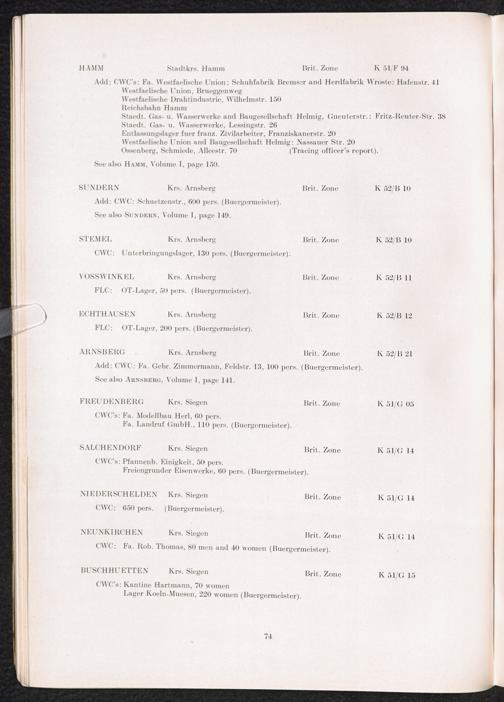 HAMM Stadtkrs. Hamm Brit. Zone K 51/F 94
Add: CWC's: Fa. Westfaelische Union; Schuhfabrik Bremser and Herdfabrik Wroste: Hafenstr. 41
Westfaelische Union, Brueggenweg
Westfaelische Drahtindustrie, Wilhelmstr. 150
Reichsbahn Hamm
Staedt. Gas- u. Wasserwerke and Baugesellschaft Helmig, Guenterstr.; Fritz-Reuter-Str. 38
Staedt. Gas- u. Wasserwerke, Lessingstr. 26
Entlassungslager fuer franz. Zivilarbeiter, Franziskanerstr. 20
Westfaelische Union and Baugesellschaft Helmig: Nassauer Str. 20
Ossenberg, Schmiede, Alleestr. 70 (Tracing officer's report).
See also HAMM, Volume I, page 150.
SUNDERN Krs. Arnsberg Brit. Zone K 52/B 10
Add: CWC: Schuetzenstr., 600 pers. (Buergermeister).
See also SUNDERN, Volume I, page 149.
STEMEL Krs. Arnsberg Brit. Zone K 52/B 10
CWC: Unterbringungslager, 130 pers. (Buergermeister).
VOSSWINKEL Krs. Arnsberg Brit. Zone K 52/B 11
FLC: OT-Lager, 50 pers. (Buergermeister).
ECHTHAUSEN Krs. Arnsberg Brit. Zone K 52/B 12
FLC: OT-Lager, 200 pers. (Buergermeister).
ARNSBERG Krs. Arnsberg Brit. Zone K 52/B 21
Add: CWC: Fa. Gebr. Zimmermann, Feldstr. 13, 100 pers. (Buergermeister).
See also ARNSBERG, Volume I, page 141.
FREUDENBERG Krs. Siegen Brit. Zone K 51/G 05
CWC's: Fa. Modellbau Herl, 60 pers.
Fa. Landruf GmbH., 110 pers. (Buergermeister).
SALCHENDORF Krs. Siegen Brit. Zone K 51/G 14
CWC's: Pfannenb. Einigkeit, 50 pers.
Freiengrunder Eisenwerke, 60 pers. (Buergermeister).
NIEDERSCHELDEN Krs. Siegen Brit. Zone K 51/G 14
CWC: 650 pers. (Buergermeister).
NEUNKIRCHEN Krs. Siegen Brit. Zone K 51/G 14
CWC: Fa. Rob. Thomas, 80 men and 40 women (Buergermeister).
BUSCHHUETTEN Krs. Siegen Brit. Zone K 51/G 15
CWC's: Kantine Hartmann, 70 women
Lager Koeln-Muesen, 220 women (Buergermeister).
74